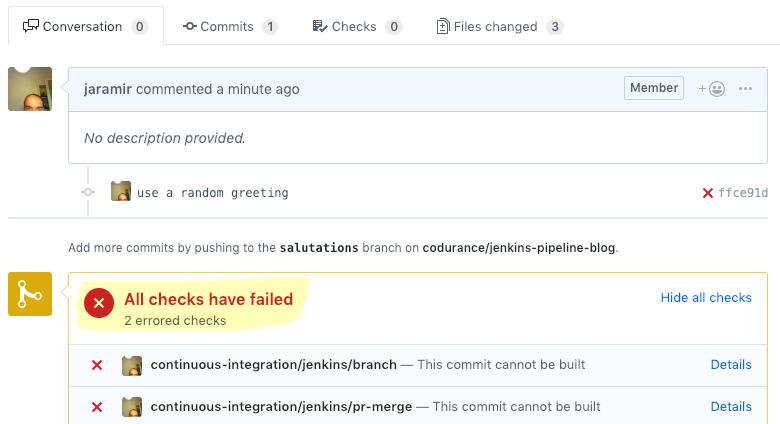 Conversation 0 Commits 1 Checks 0 Files changed 3
jaramir commented a minute ago Member
No description provided.
use a random greeting ffce91d
Add more commits by pushing to the salutations branch on codurance/jenkins-pipeline-blog.
All checks have failed Hide all checks
2 errored checks
continuous-integration/jenkins/branch — This commit cannot be built Details
continuous-integration/jenkins/pr-merge — This commit cannot be built Details